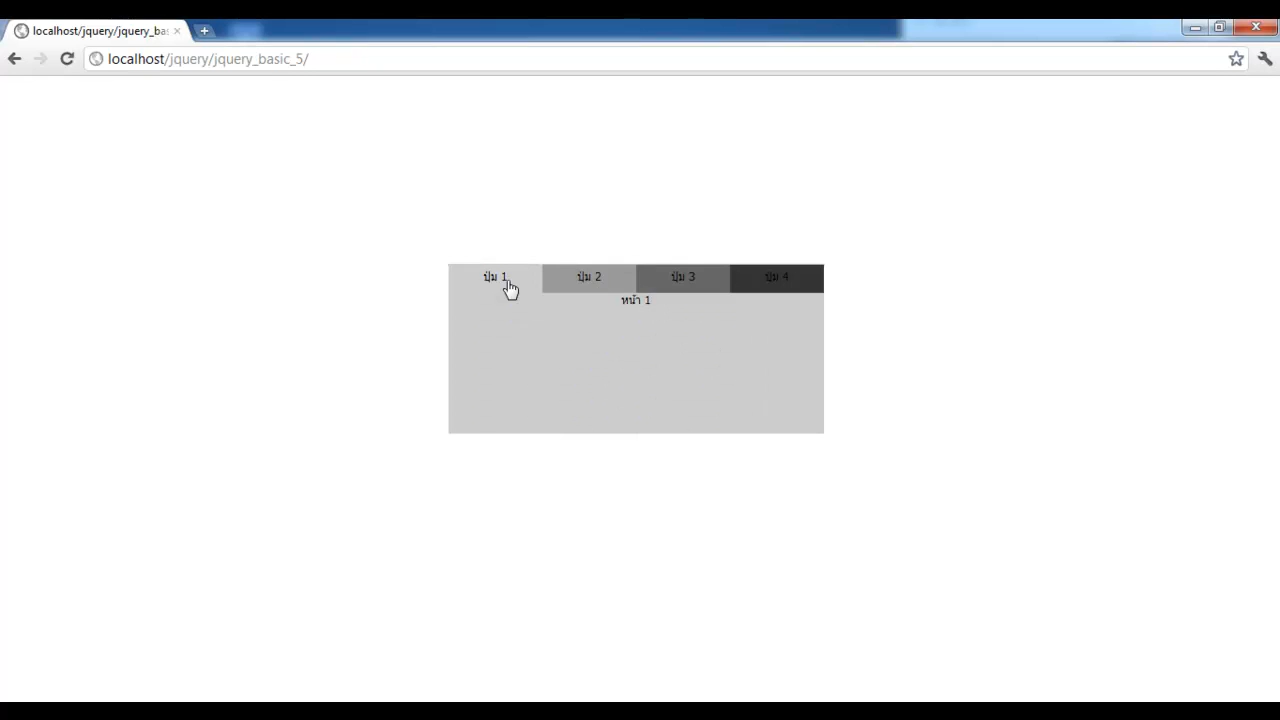 localhost/jquery/jquery_bas
localhost/jquery/jquery_basic_5/
ปุ่ม 1 ปุ่ม 2 ปุ่ม 3 ปุ่ม 4
หน้า 1